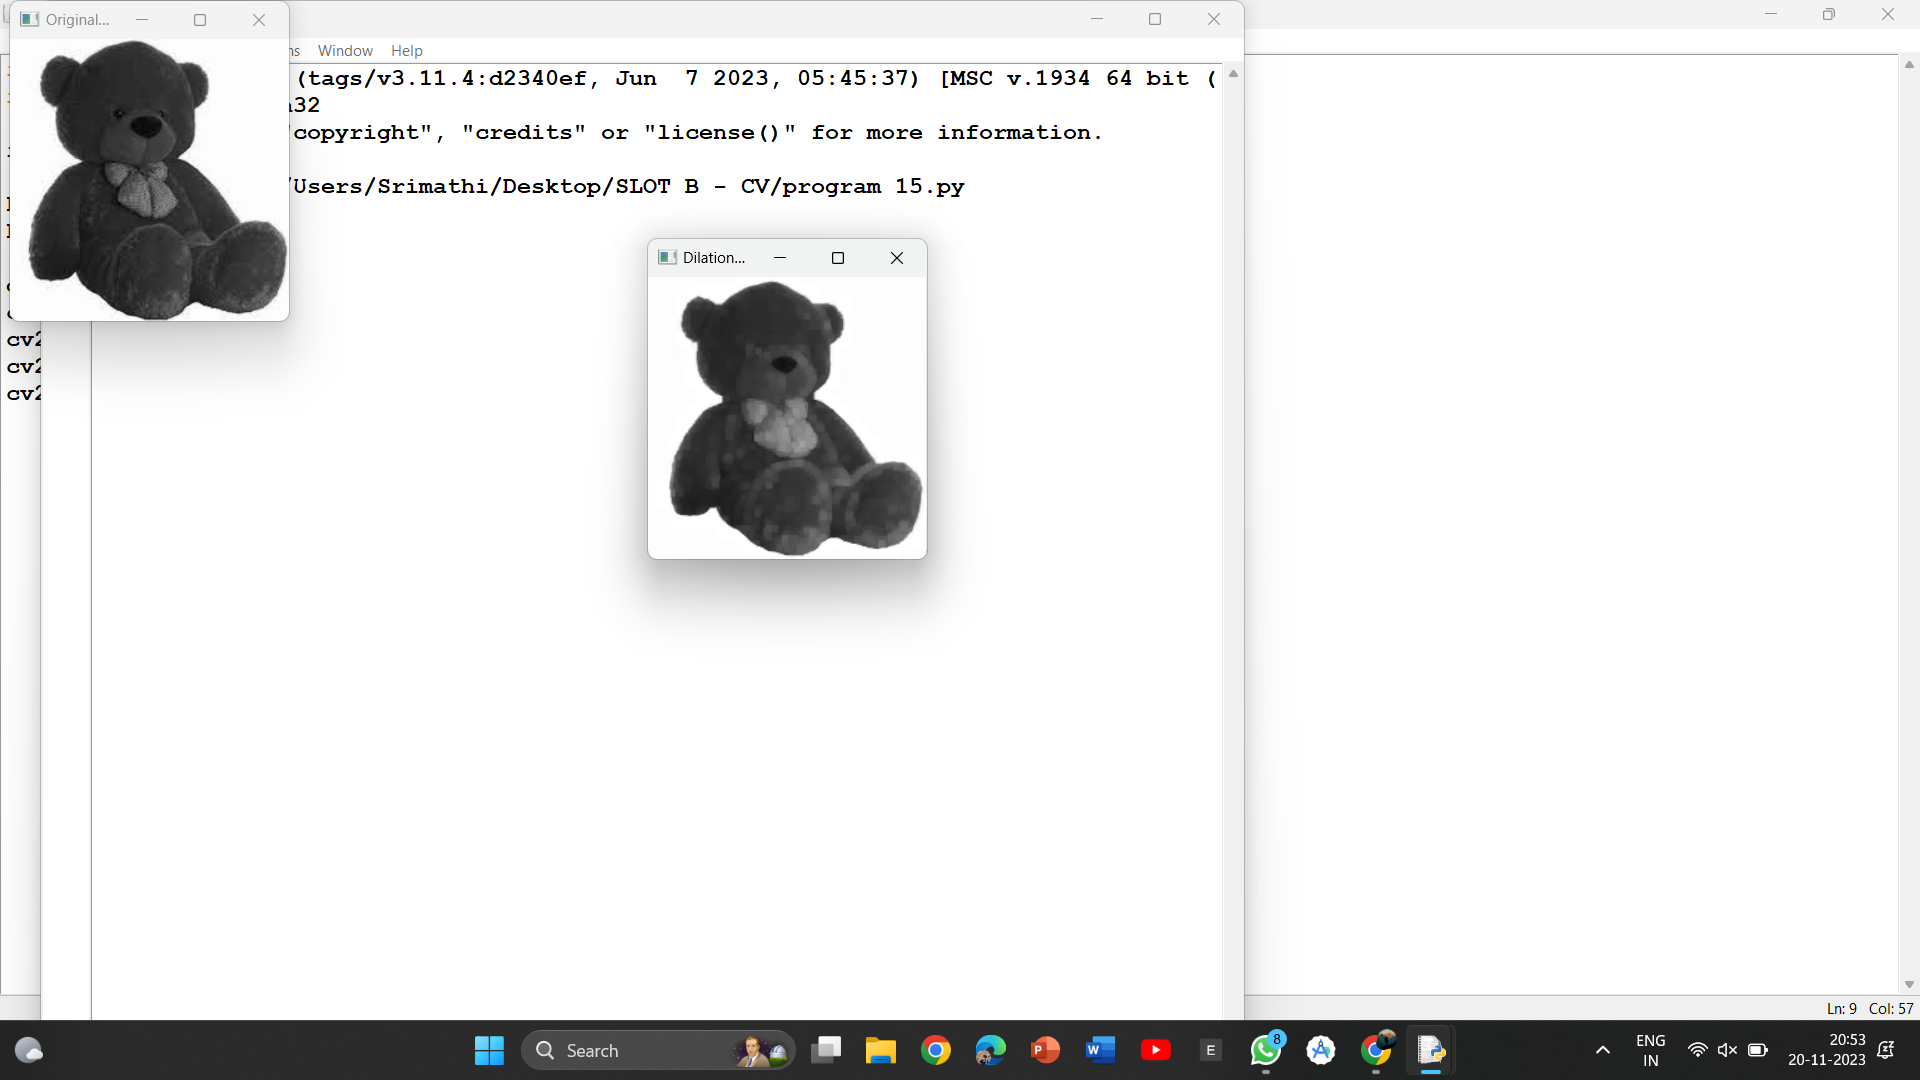 Original...
Window Help
(tags/v3.11.4:d2340ef, Jun  7 2023, 05:45:37) [MSC v.1934 64 bit (
32
copyright", "credits" or "license()" for more information.
/Users/Srimathi/Desktop/SLOT B - CV/program 15.py
Dilation...
cv2
cv2
cv2
Ln: 9 Col: 57
Search
E
8
ENG
IN
20:53
20-11-2023